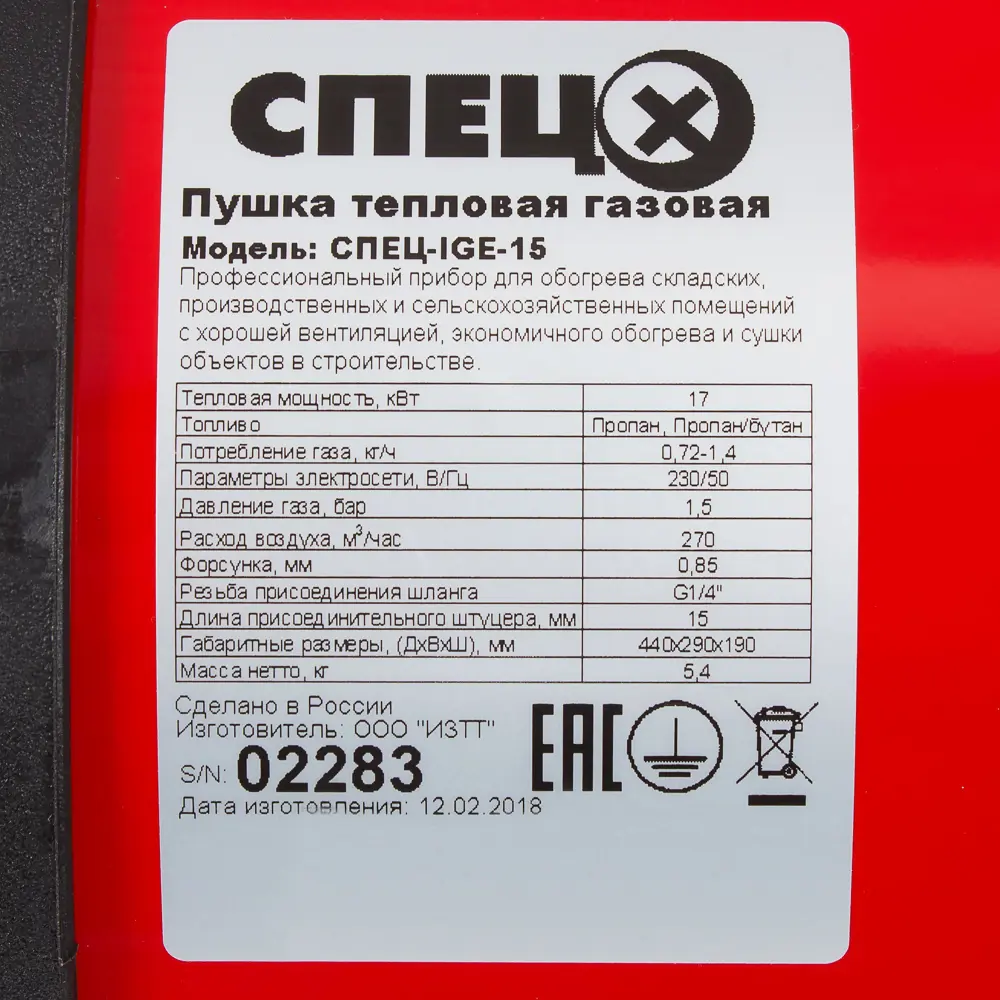 СПЕЦ Х
Пушка тепловая газовая
Модель: СПЕЦ-IGE-15
Профессиональный прибор для обогрева складских,
производственных и сельскохозяйственных помещений
с хорошей вентиляцией, экономичного обогрева и сушки
объектов в строительстве.
Тепловая мощность, кВт 17
Топливо Пропан, Пропан/бутан
Потребление газа, кг/ч 0,72-1,4
Параметры электросети, В/Гц 230/50
Давление газа, бар 1,5
Расход воздуха, м³/час 270
Форсунка, мм 0,85
Резьба присоединения шланга G1/4"
Длина присоединительного штуцера, мм 15
Габаритные размеры, (ДхВхШ), мм 440х290х190
Масса нетто, кг 5,4
Сделано в России
Изготовитель: ООО "ИЗТТ"
S/N: 02283
Дата изготовления: 12.02.2018
ЕАС